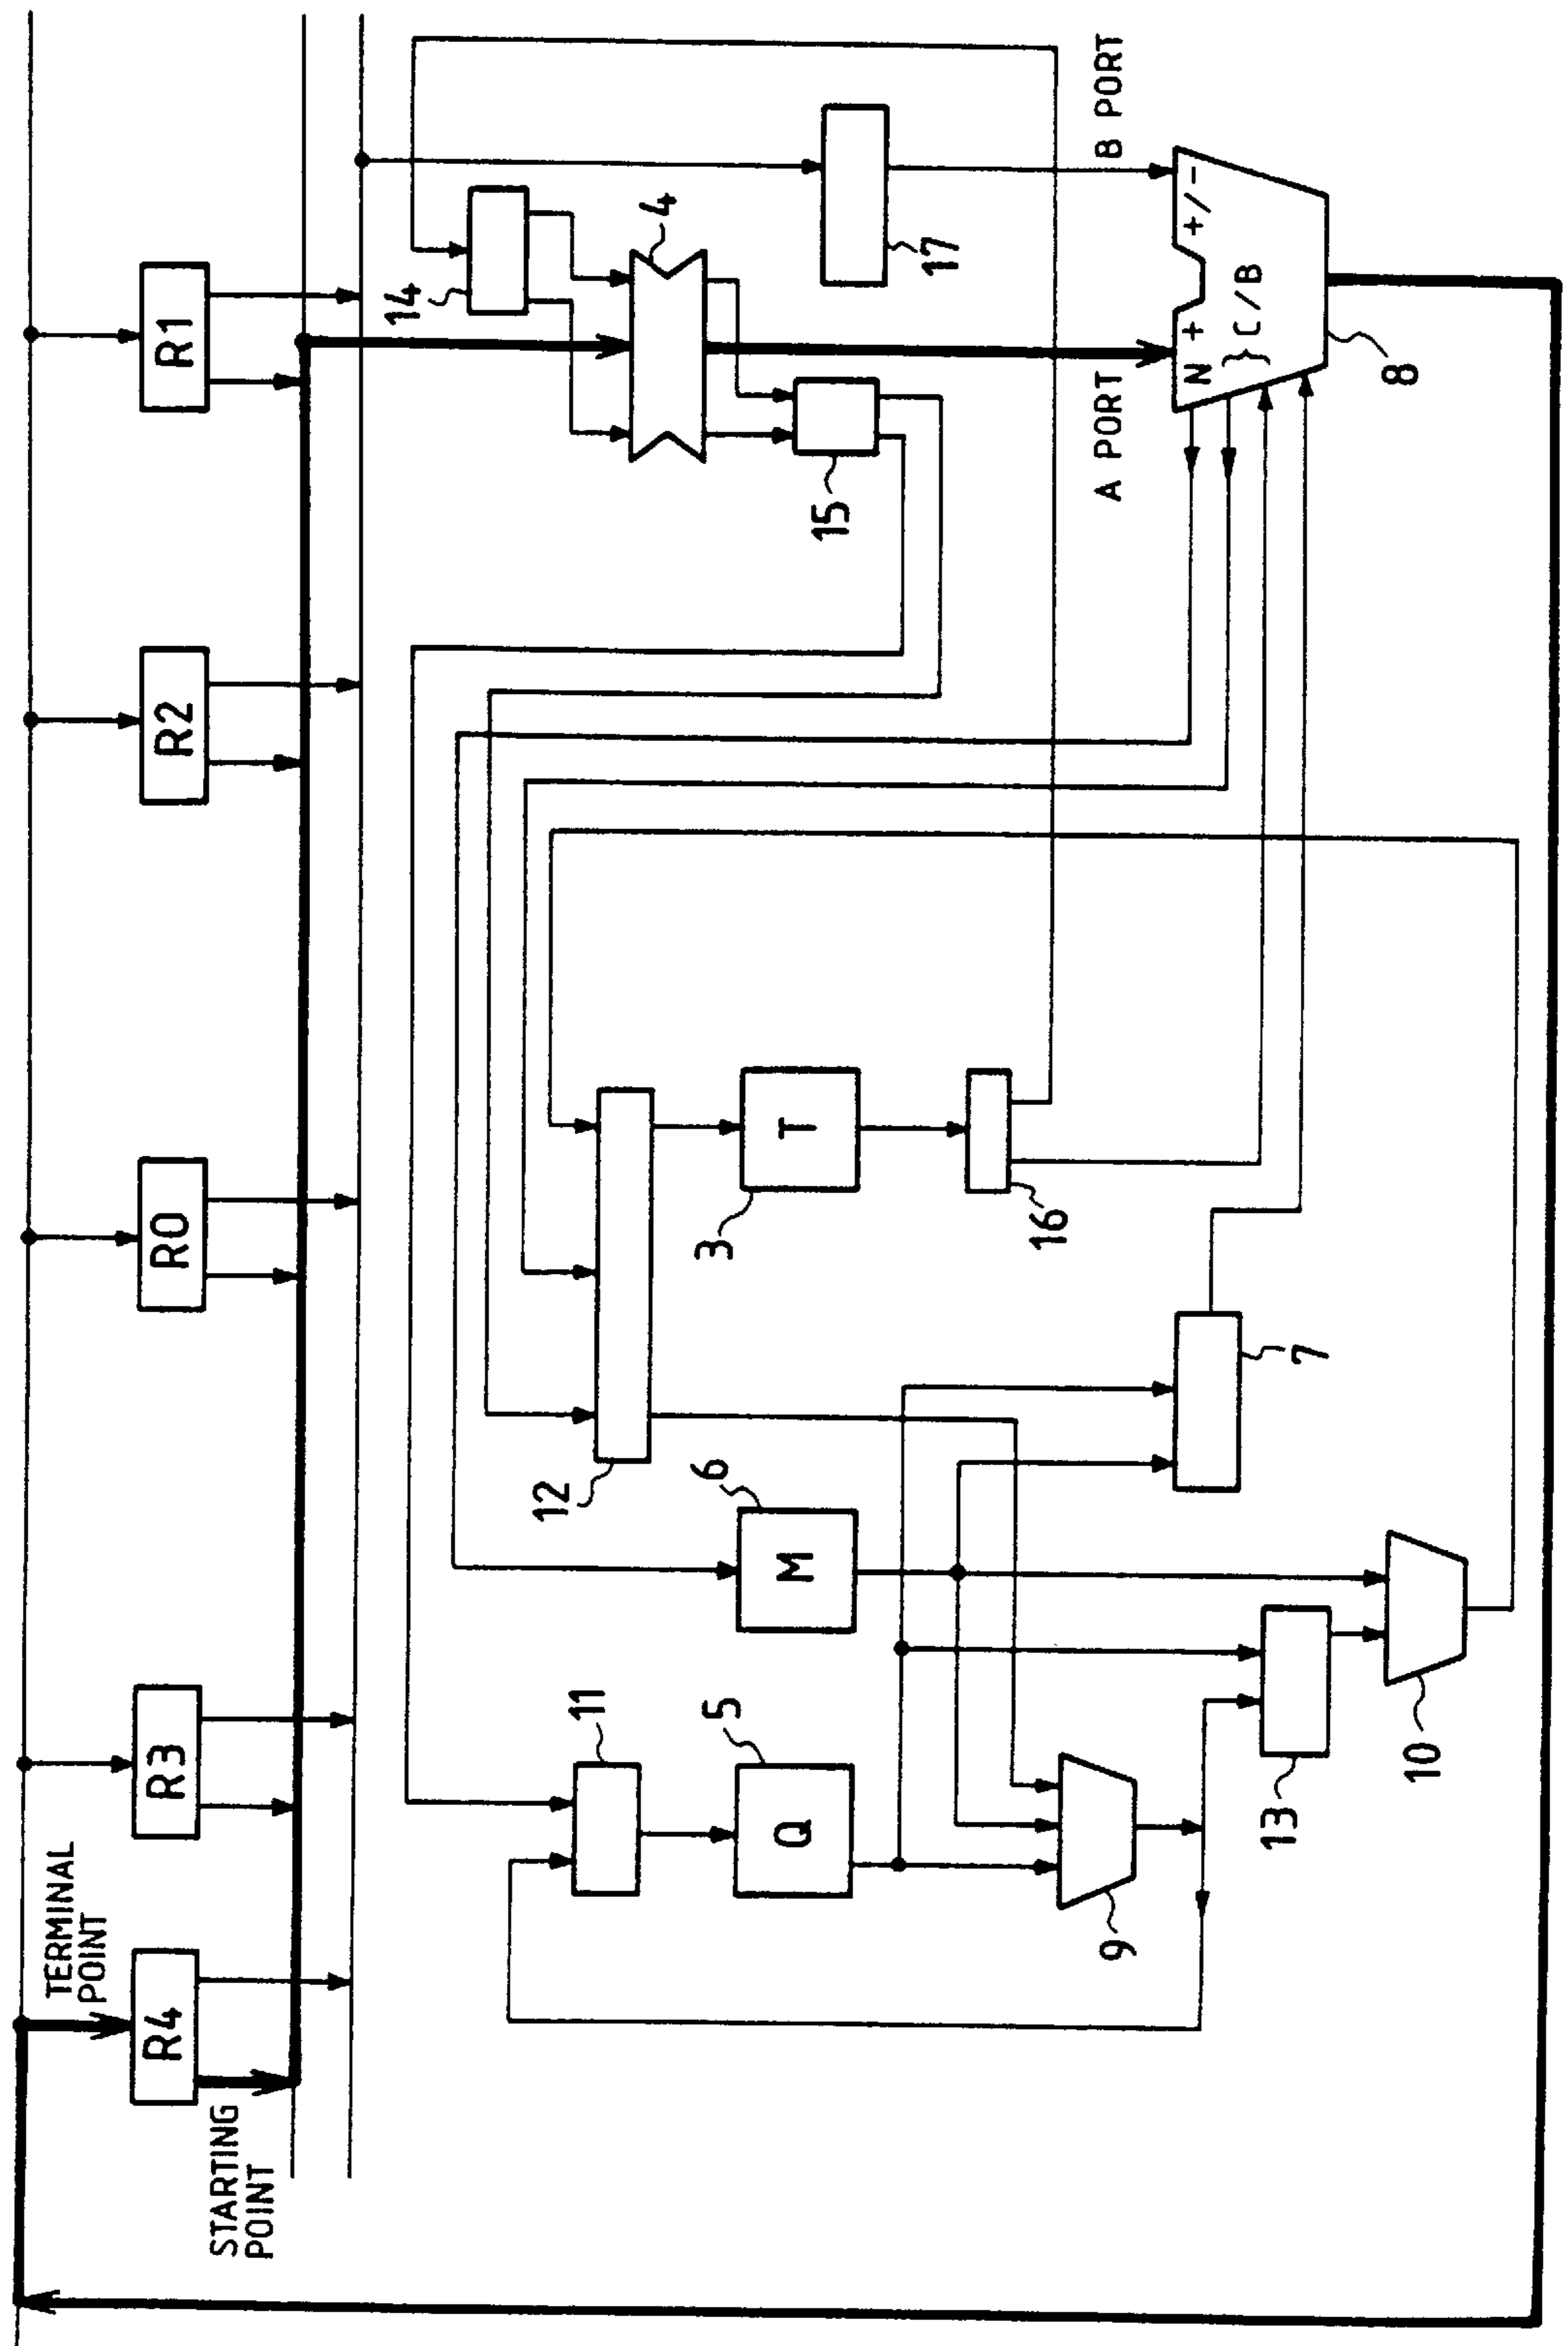 TERMINAL
POINT
STARTING
POINT
R4
R3
R0
R2
R1
14
4
17
15
B PORT
A PORT
N + +/-
} C/B
8
12
T
3
16
6
M
7
11
5
Q
9
13
10